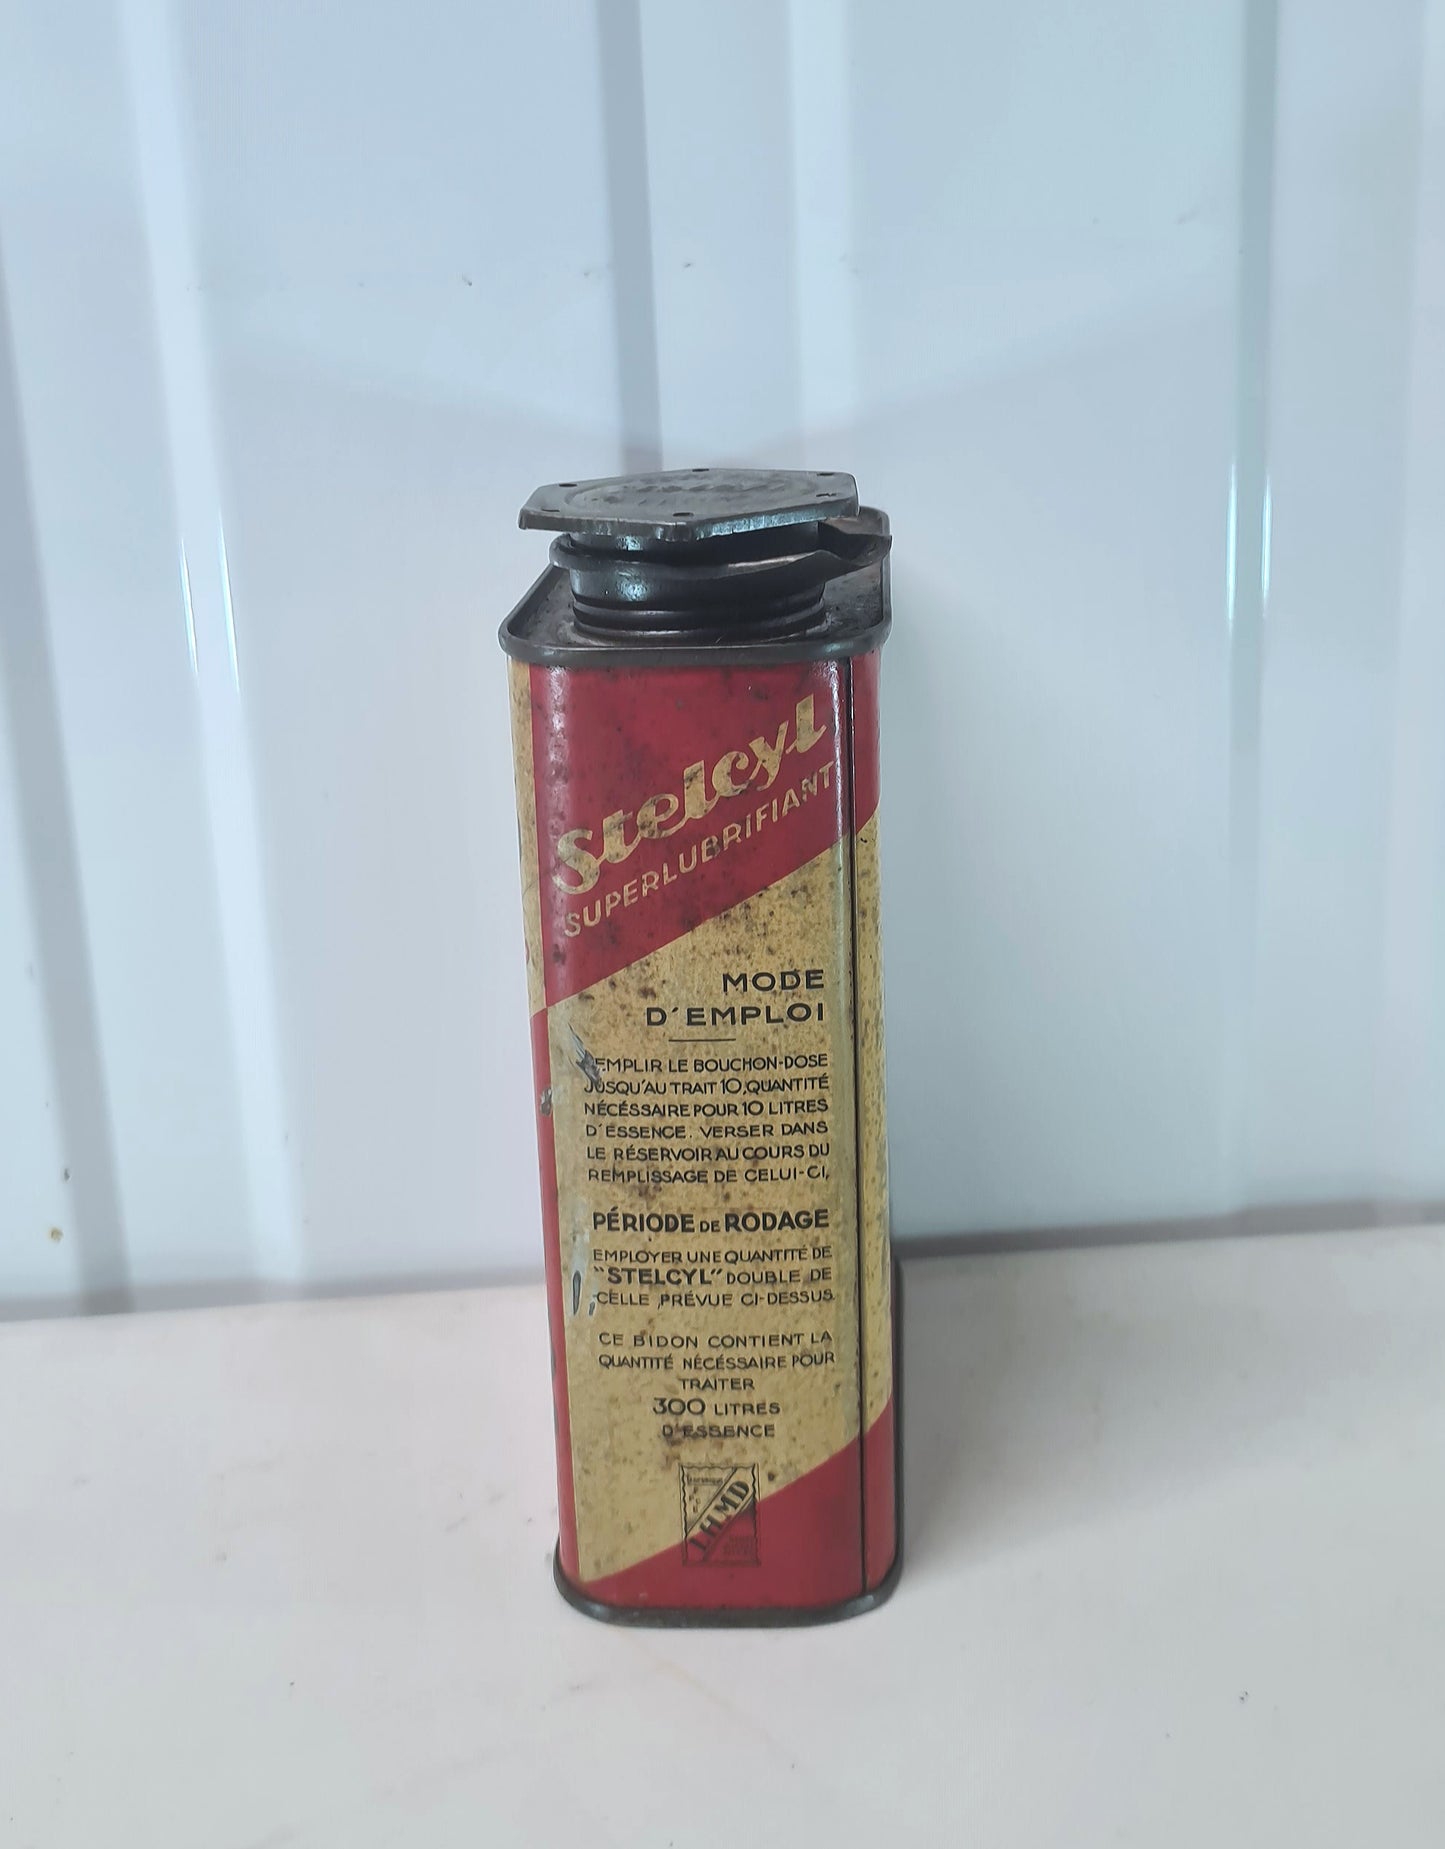 Stelcyl
SUPERLUBRIFIANT
MODE
D'EMPLOI
EMPLIR LE BOUCHON-DOSE
JUSQU'AU TRAIT 10, QUANTITÉ
NÉCÉSSAIRE POUR 10 LITRES
D'ESSENCE. VERSER DANS
LE RÉSERVOIR AU COURS DU
REMPLISSAGE DE CELUI-CI.
PÉRIODE DE RODAGE
EMPLOYER UNE QUANTITÉ DE
"STELCYL" DOUBLE DE
CELLE PRÉVUE CI-DESSUS
CE BIDON CONTIENT LA
QUANTITÉ NÉCÉSSAIRE POUR
TRAITER
300 LITRES
D'ESSENCE
LHMD